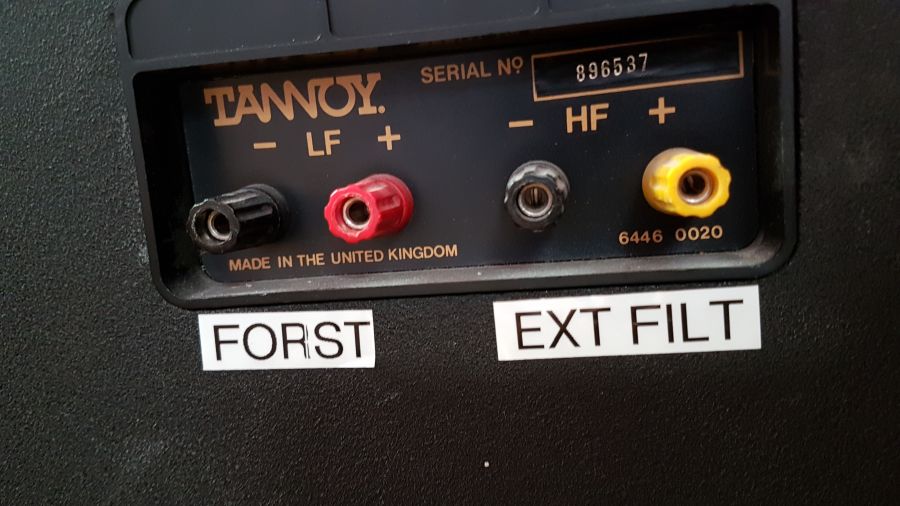 TANNOY.
SERIAL Nº 896537
- LF +
- HF +
6446 0020
MADE IN THE UNITED KINGDOM
FORST
EXT FILT